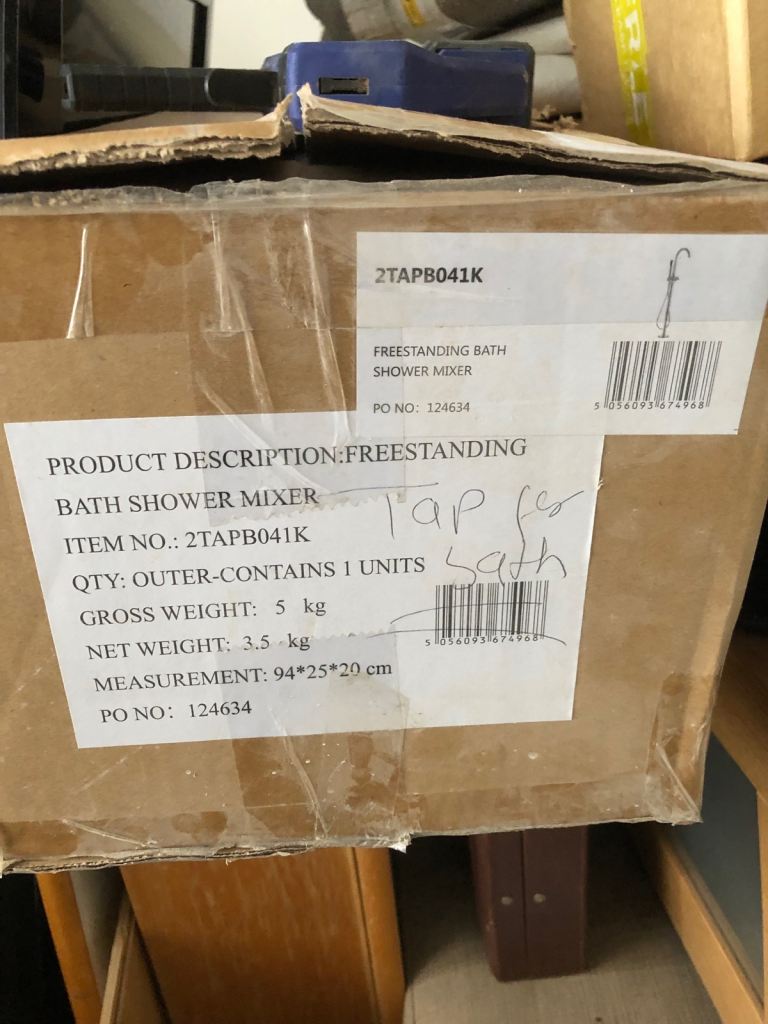 2TAPB041K
FREESTANDING BATH
SHOWER MIXER
PO NO: 124634
5 056093 674968
PRODUCT DESCRIPTION:FREESTANDING
BATH SHOWER MIXER
Tap for
bath
ITEM NO.: 2TAPB041K
QTY: OUTER-CONTAINS 1 UNITS
GROSS WEIGHT: 5 kg
NET WEIGHT: 3.5 kg
5 056093 674968
MEASUREMENT: 94*25*20 cm
PO NO: 124634